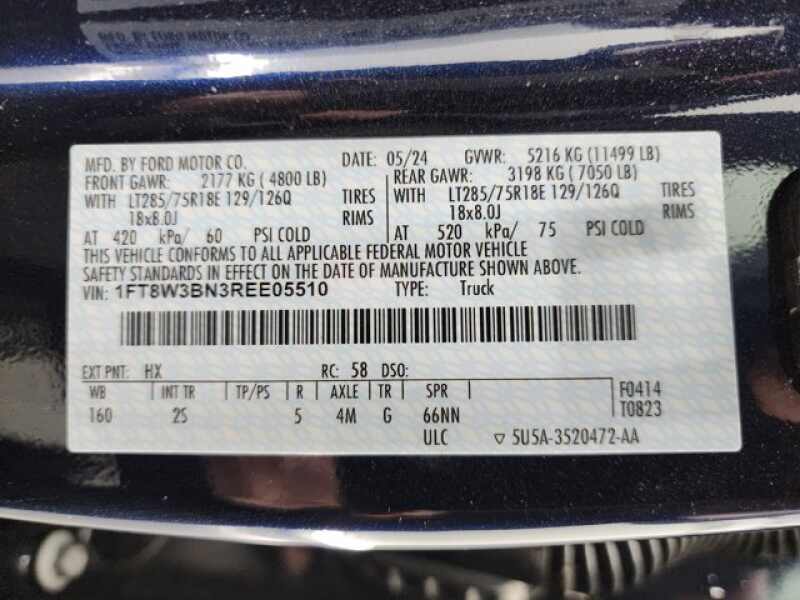 MFD. BY FORD MOTOR CO.
DATE: 05/24 GVWR: 5216 KG (11499 LB)
FRONT GAWR: 2177 KG ( 4800 LB)
REAR GAWR: 3198 KG ( 7050 LB)
WITH LT285/75R18E 129/126Q TIRES
WITH LT285/75R18E 129/126Q TIRES
18x8.0J RIMS
18x8.0J RIMS
AT 420 kPa/ 60 PSI COLD
AT 520 kPa/ 75 PSI COLD
THIS VEHICLE CONFORMS TO ALL APPLICABLE FEDERAL MOTOR VEHICLE
SAFETY STANDARDS IN EFFECT ON THE DATE OF MANUFACTURE SHOWN ABOVE.
VIN: 1FT8W3BN3REE05510 TYPE: Truck
EXT PNT: HX RC: 58 DSO:
WB INT TR TP/PS R AXLE TR SPR F0414
160 2S 5 4M G 66NN T0823
ULC ▽ 5U5A-3520472-AA